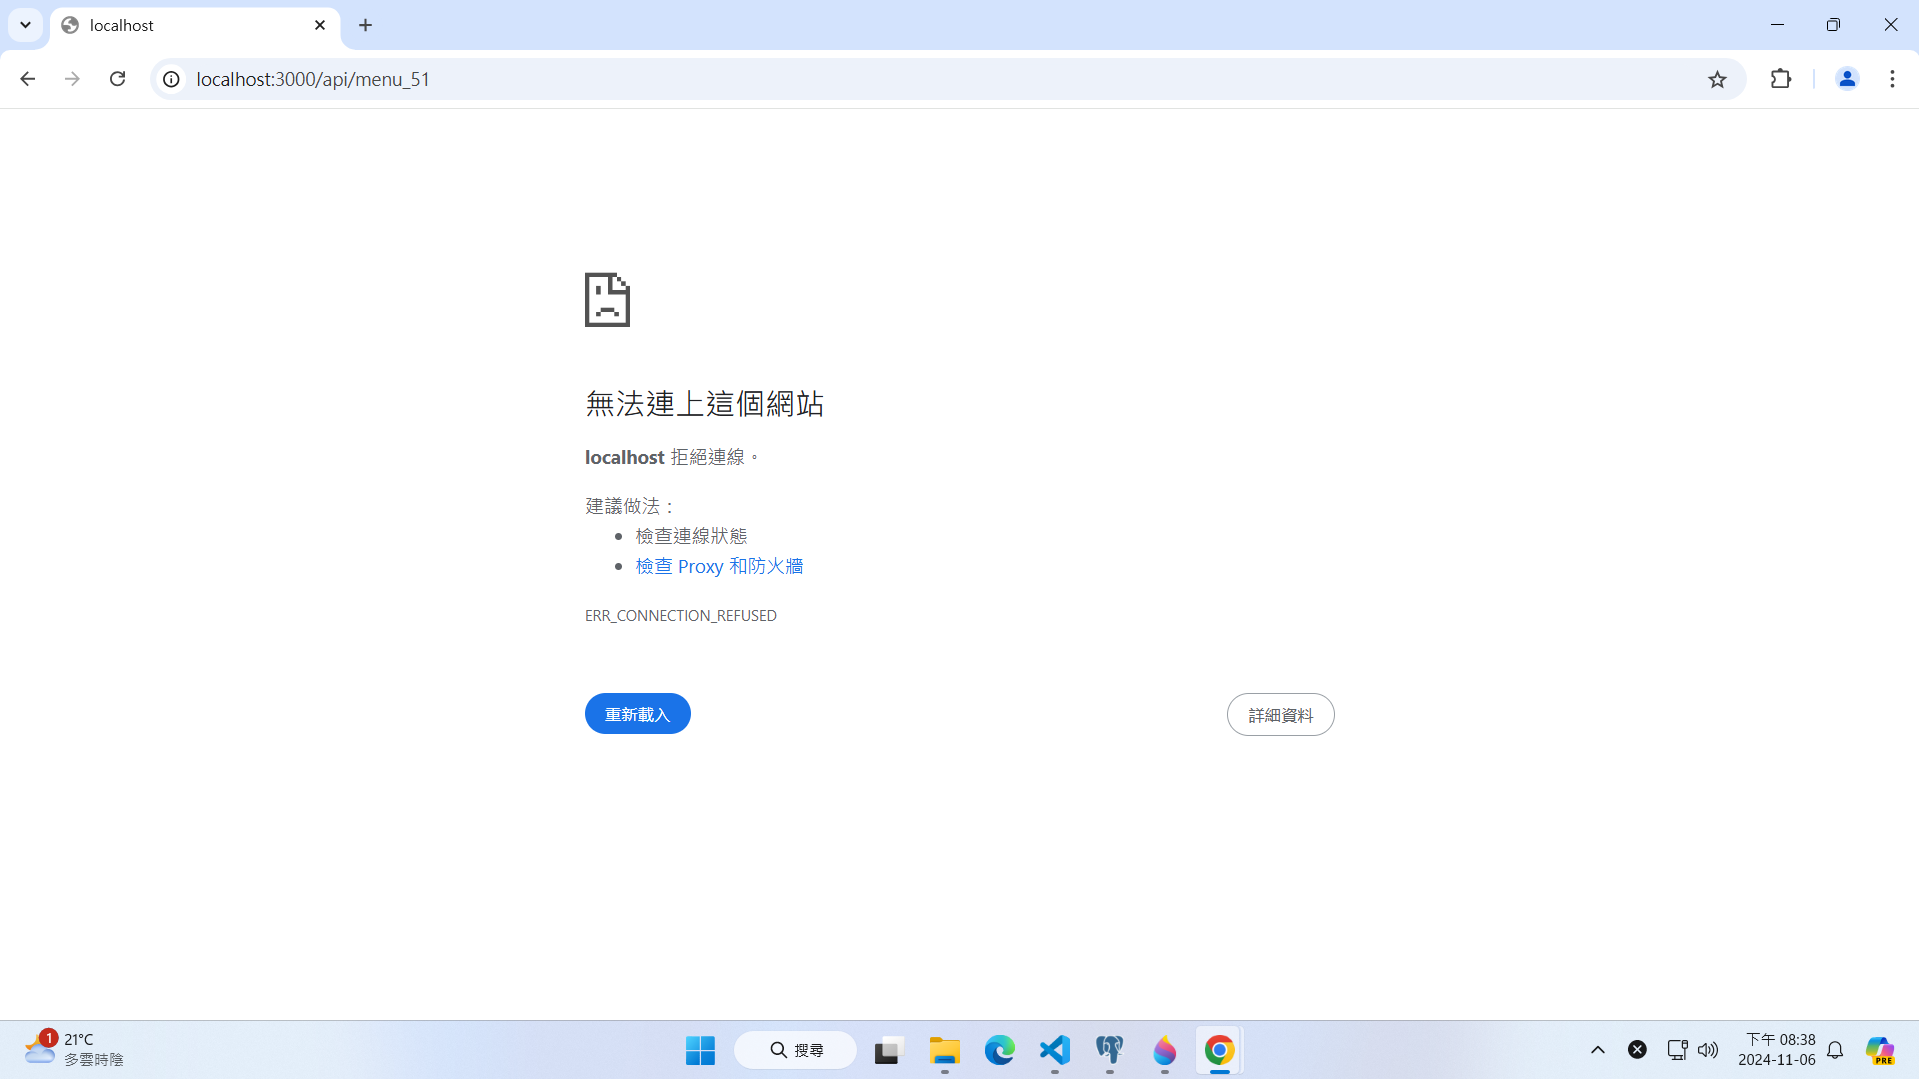 localhost
localhost:3000/api/menu_51
無法連上這個網站
localhost 拒絕連線。
建議做法：
檢查連線狀態
檢查 Proxy 和防火牆
ERR_CONNECTION_REFUSED
重新載入
詳細資料
1
21°C
多雲時陰
搜尋
下午 08:38
2024-11-06
PRE